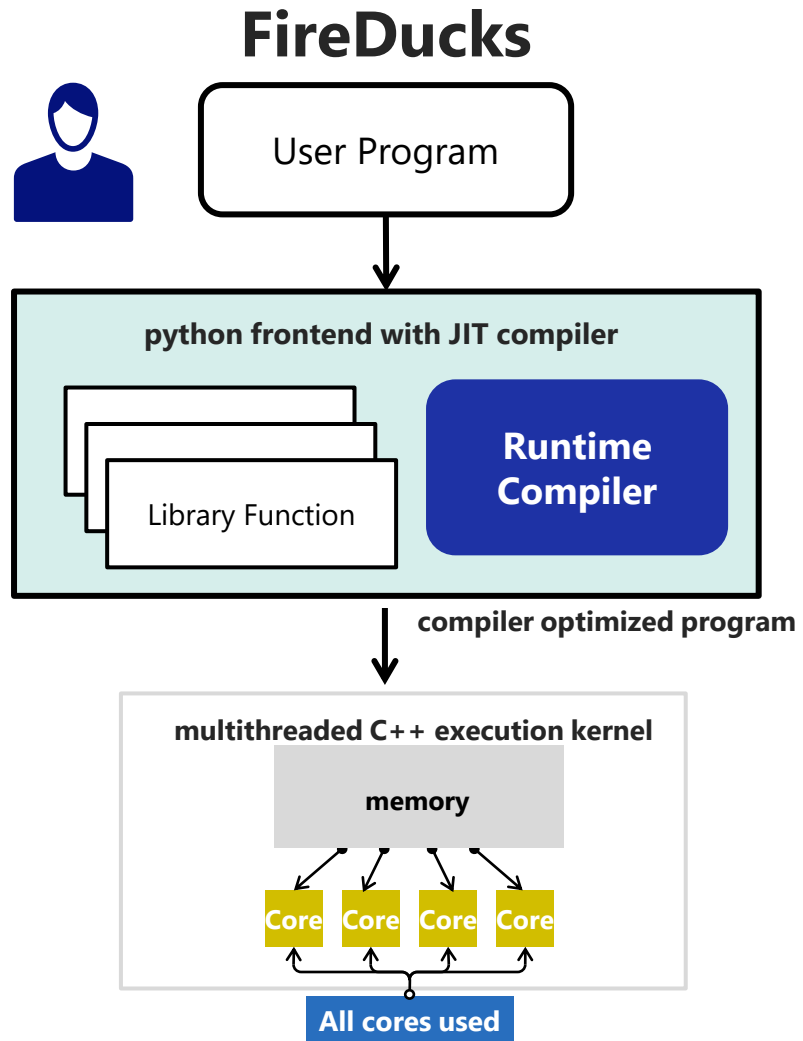 FireDucks
User Program
python frontend with JIT compiler
Library Function
Runtime
Compiler
compiler optimized program
multithreaded C++ execution kernel
memory
Core Core Core Core
All cores used